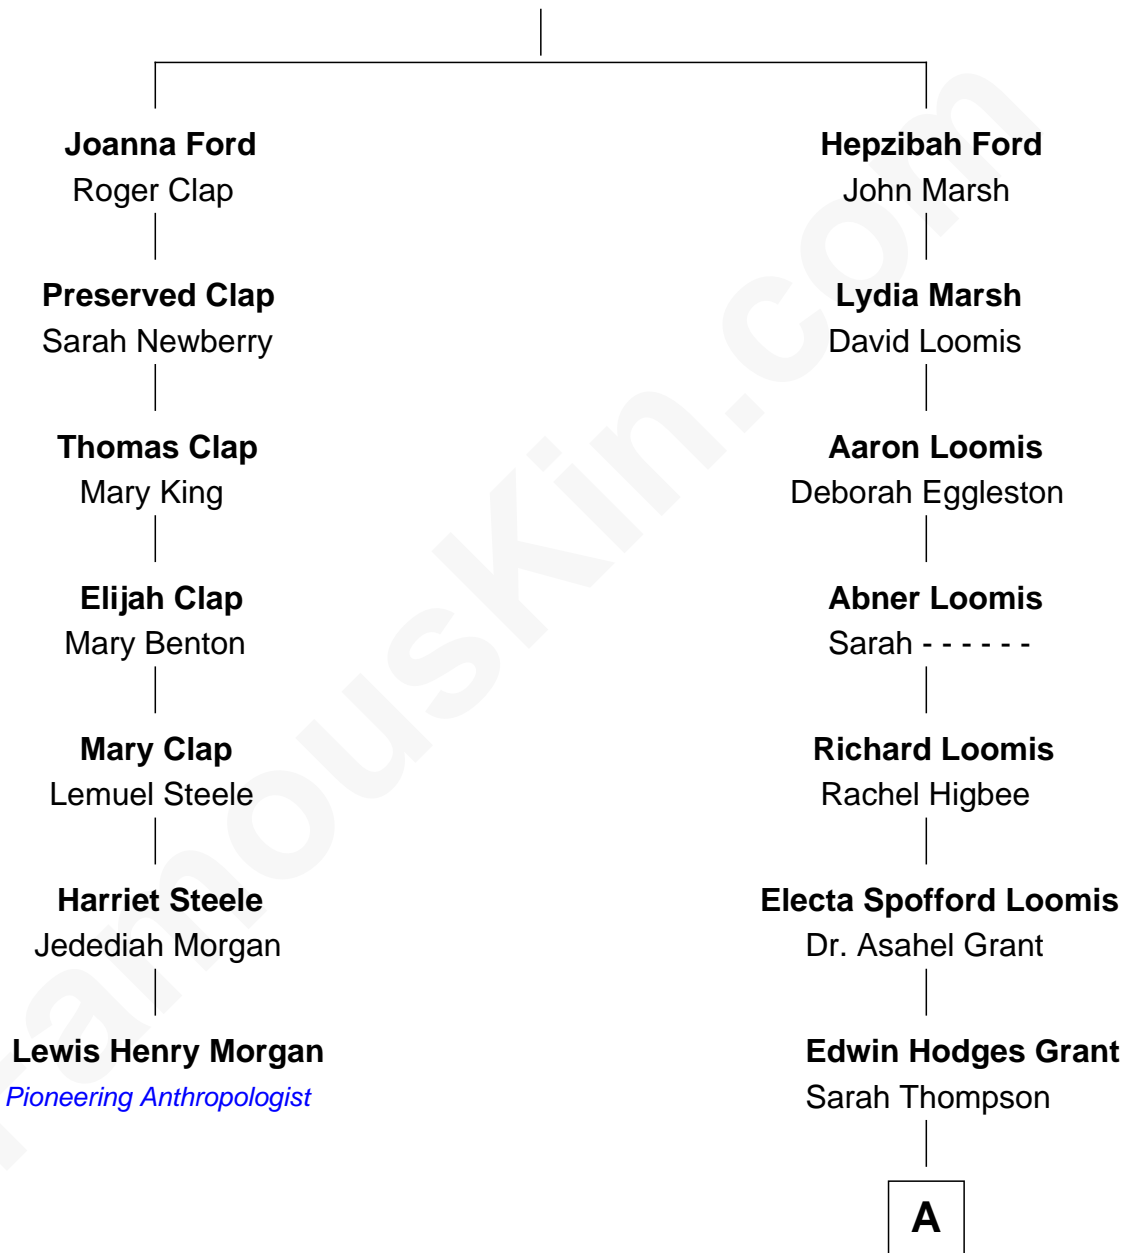 Joanna Ford
Roger Clap
Preserved Clap
Sarah Newberry
Thomas Clap
Mary King
Elijah Clap
Mary Benton
Mary Clap
Lemuel Steele
Harriet Steele
Jedediah Morgan
Lewis Henry Morgan
Pioneering Anthropologist
Hepzibah Ford
John Marsh
Lydia Marsh
David Loomis
Aaron Loomis
Deborah Eggleston
Abner Loomis
Sarah - - - - - -
Richard Loomis
Rachel Higbee
Electa Spofford Loomis
Dr. Asahel Grant
Edwin Hodges Grant
Sarah Thompson
A
FamousKin.com